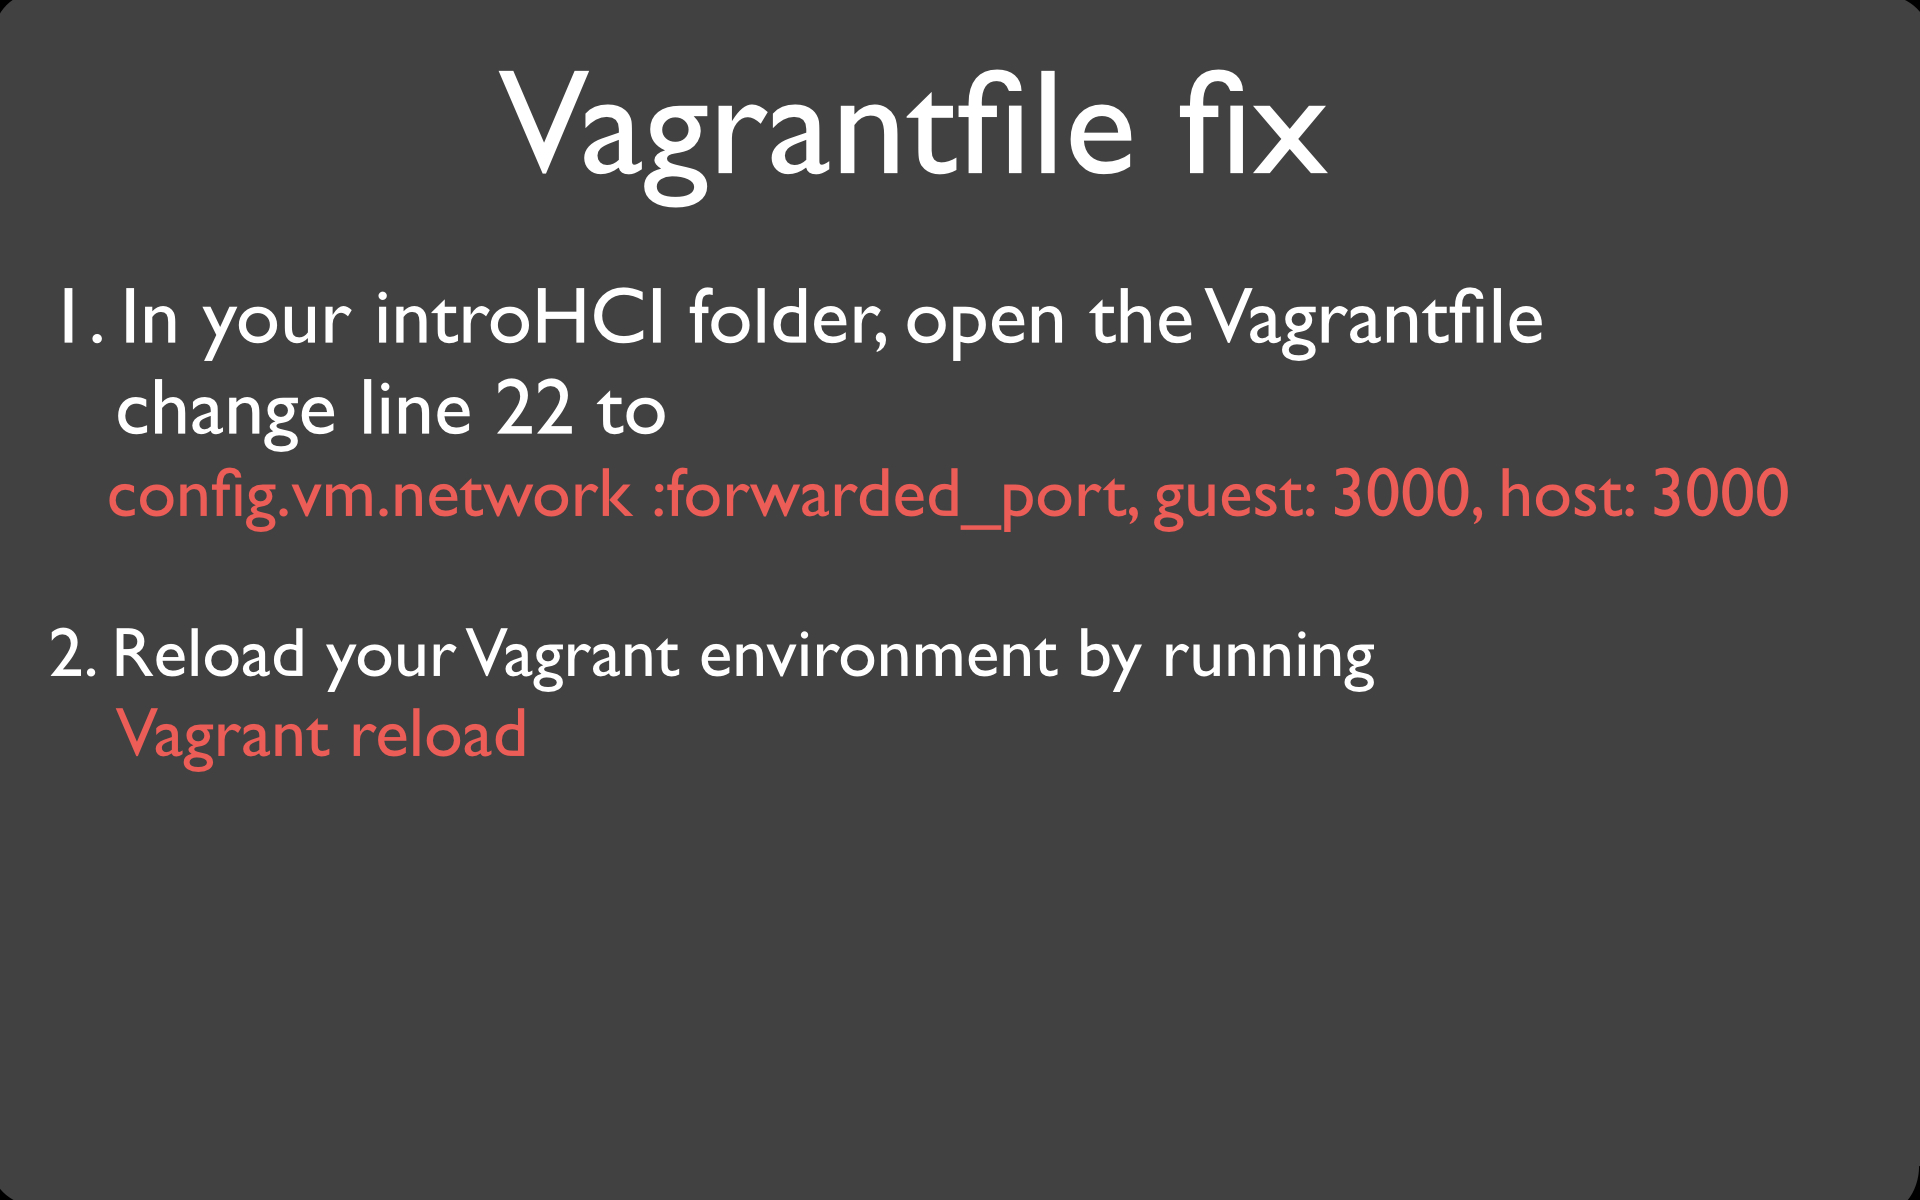 Vagrantfile fix
1. In your introHCI folder, open the Vagrantfile
change line 22 to
config.vm.network :forwarded_port, guest: 3000, host: 3000
2. Reload your Vagrant environment by running
Vagrant reload